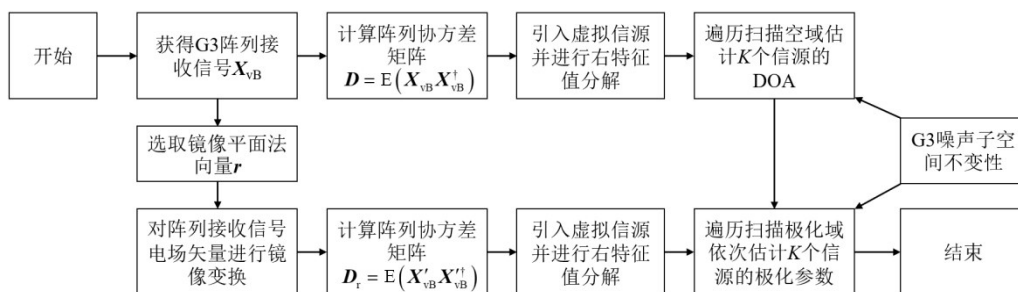 开始
获得G3阵列接
收信号X_vB
计算阵列协方差
矩阵
D = E(X_vB X_vB^†)
引入虚拟信源
并进行右特征
值分解
遍历扫描空域估
计K个信源的
DOA
选取镜像平面法
向量r
G3噪声子空
间不变性
对阵列接收信号
电场矢量进行镜
像变换
计算阵列协方差
矩阵
D_r = E(X'_vB X'_vB^†)
引入虚拟信源
并进行右特征
值分解
遍历扫描极化域
依次估计K个信
源的极化参数
结束